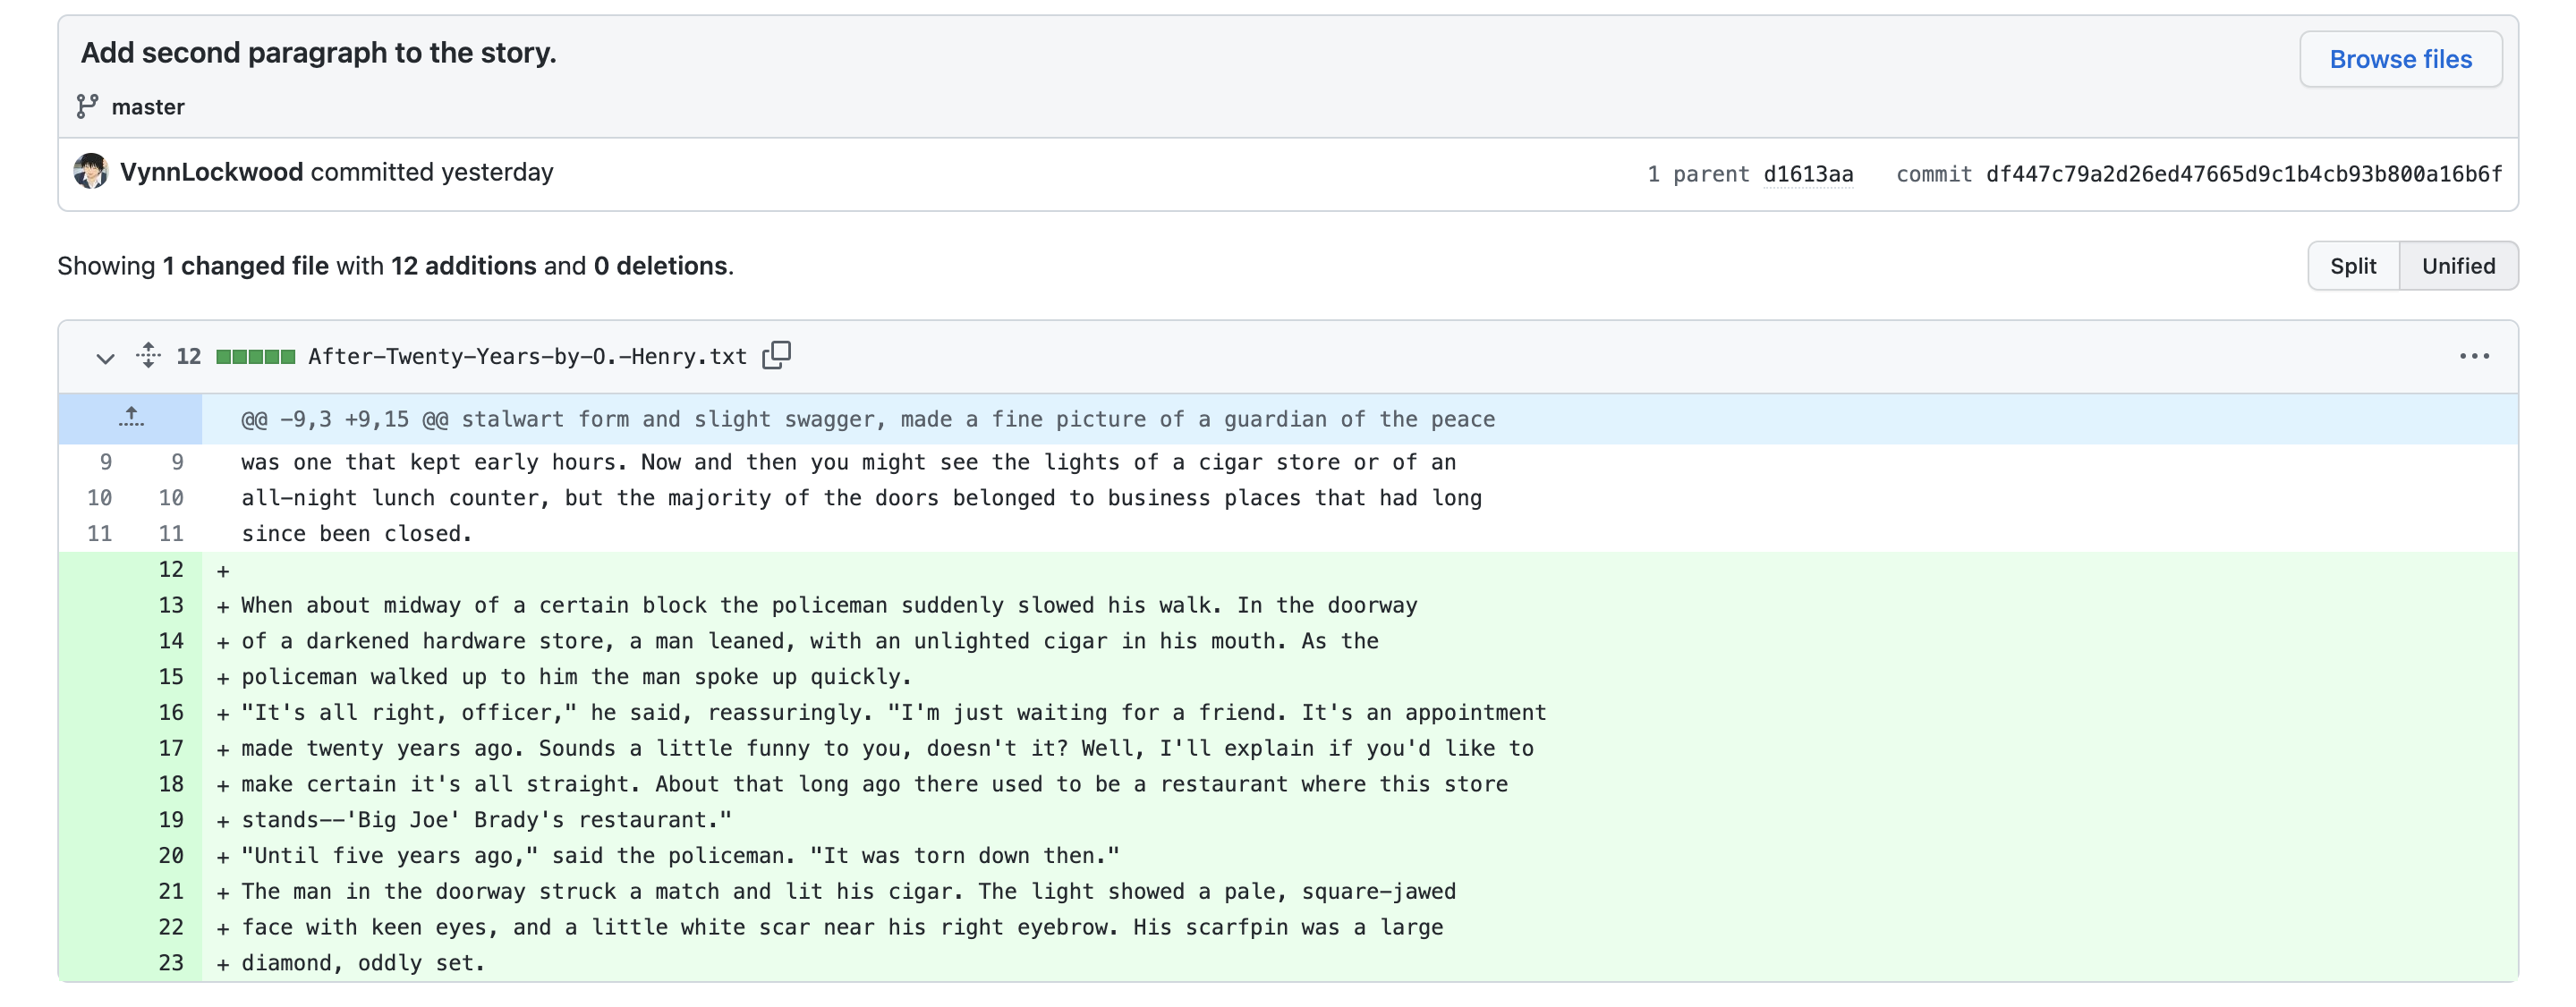 Add second paragraph to the story.
Browse files
master
VynnLockwood committed yesterday
1 parent d1613aa commit df447c79a2d26ed47665d9c1b4cb93b800a16b6f
Showing 1 changed file with 12 additions and 0 deletions.
Split Unified
12 After-Twenty-Years-by-O.-Henry.txt
@@ -9,3 +9,15 @@ stalwart form and slight swagger, made a fine picture of a guardian of the peace
9 9 was one that kept early hours. Now and then you might see the lights of a cigar store or of an
10 10 all-night lunch counter, but the majority of the doors belonged to business places that had long
11 11 since been closed.
12 +
13 + When about midway of a certain block the policeman suddenly slowed his walk. In the doorway
14 + of a darkened hardware store, a man leaned, with an unlighted cigar in his mouth. As the
15 + policeman walked up to him the man spoke up quickly.
16 + "It's all right, officer," he said, reassuringly. "I'm just waiting for a friend. It's an appointment
17 + made twenty years ago. Sounds a little funny to you, doesn't it? Well, I'll explain if you'd like to
18 + make certain it's all straight. About that long ago there used to be a restaurant where this store
19 + stands--'Big Joe' Brady's restaurant."
20 + "Until five years ago," said the policeman. "It was torn down then."
21 + The man in the doorway struck a match and lit his cigar. The light showed a pale, square-jawed
22 + face with keen eyes, and a little white scar near his right eyebrow. His scarfpin was a large
23 + diamond, oddly set.